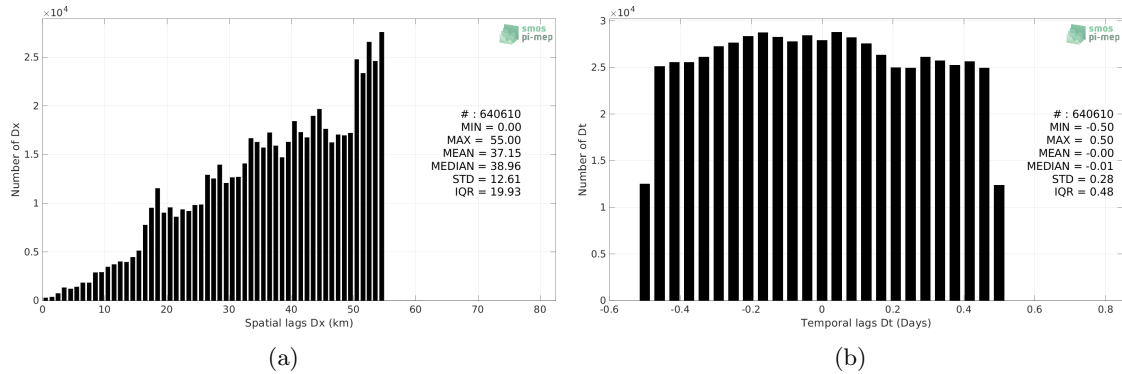 ×10⁴
2.5
2
1.5
1
0.5
0
0 10 20 30 40 50 60 70 80
Number of Dx
Spatial lags Dx (km)
smos
pi-mep
# : 640610
MIN = 0.00
MAX = 55.00
MEAN = 37.15
MEDIAN = 38.96
STD = 12.61
IQR = 19.93
(a)
×10⁴
3
2.5
2
1.5
1
0.5
0
-0.6 -0.4 -0.2 0 0.2 0.4 0.6 0.8
Number of Dt
Temporal lags Dt (Days)
smos
pi-mep
# : 640610
MIN = -0.50
MAX = 0.50
MEAN = -0.00
MEDIAN = -0.01
STD = 0.28
IQR = 0.48
(b)